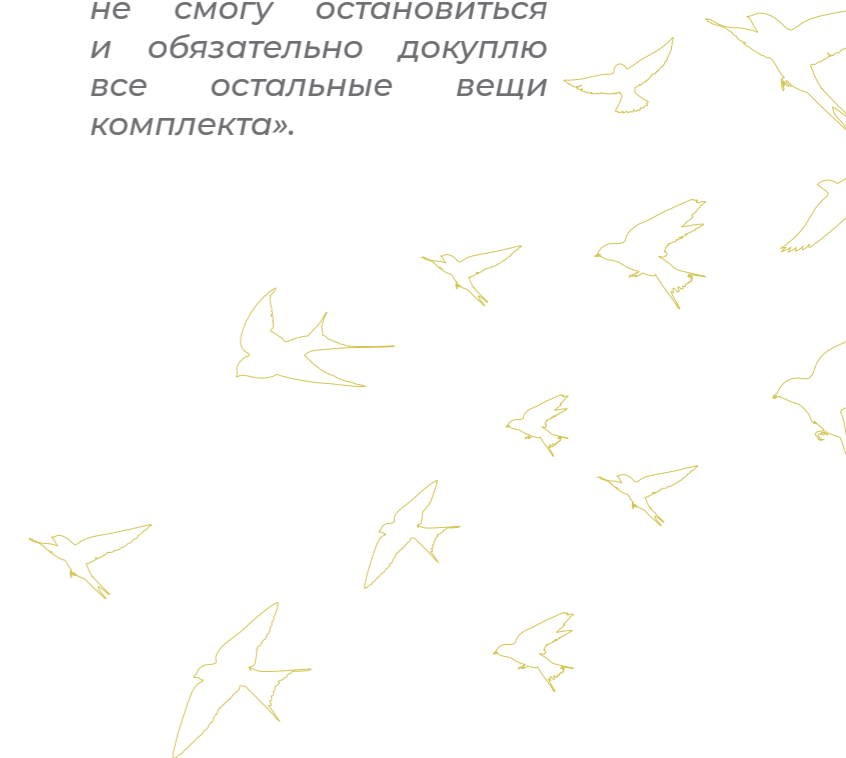 не смогу остановиться
и обязательно докуплю
все остальные вещи
комплекта».